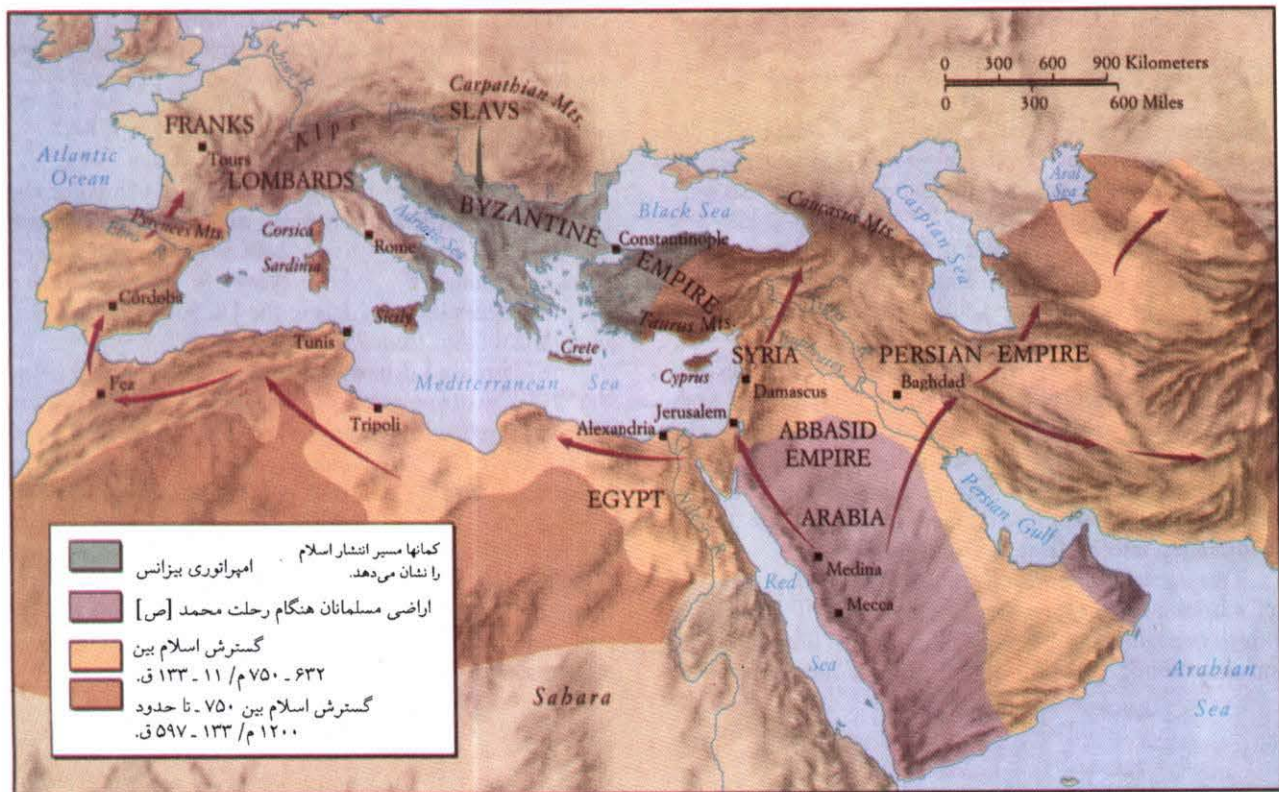 0 300 600 900 Kilometers
0 300 600 Miles
Rhine R.
Carpathian Mts.
SLAVS
FRANKS
Tours
Alps
Atlantic
Ocean
LOMBARDS
Aral
Sea
Caspian Sea
Caucasus Mts.
Black Sea
BYZANTINE
EMPIRE
Constantinople
Pyrenees Mts.
Ebro R.
Corsica
Sardinia
Adriatic Sea
Rome
Córdoba
Sicily
Taurus Mts.
Tunis
Crete
Cyprus
SYRIA
PERSIAN EMPIRE
Fez
Mediterranean Sea
Damascus
Baghdad
Tripoli
Alexandria
Jerusalem
ABBASID
EMPIRE
EGYPT
Nile R.
ARABIA
Persian Gulf
Medina
Mecca
Red
Sea
Arabian
Sea
Sahara
کمانها مسیر انتشار اسلام
را نشان می‌دهد.
امپراتوری بیزانس
اراضی مسلمانان هنگام رحلت محمد [ص]
گسترش اسلام بین
۶۳۲ ـ ۷۵۰ م/ ۱۱ ـ ۱۳۳ ق.
گسترش اسلام بین ۷۵۰ ـ تا حدود
۱۲۰۰ م/ ۱۳۳ ـ ۵۹۷ ق.